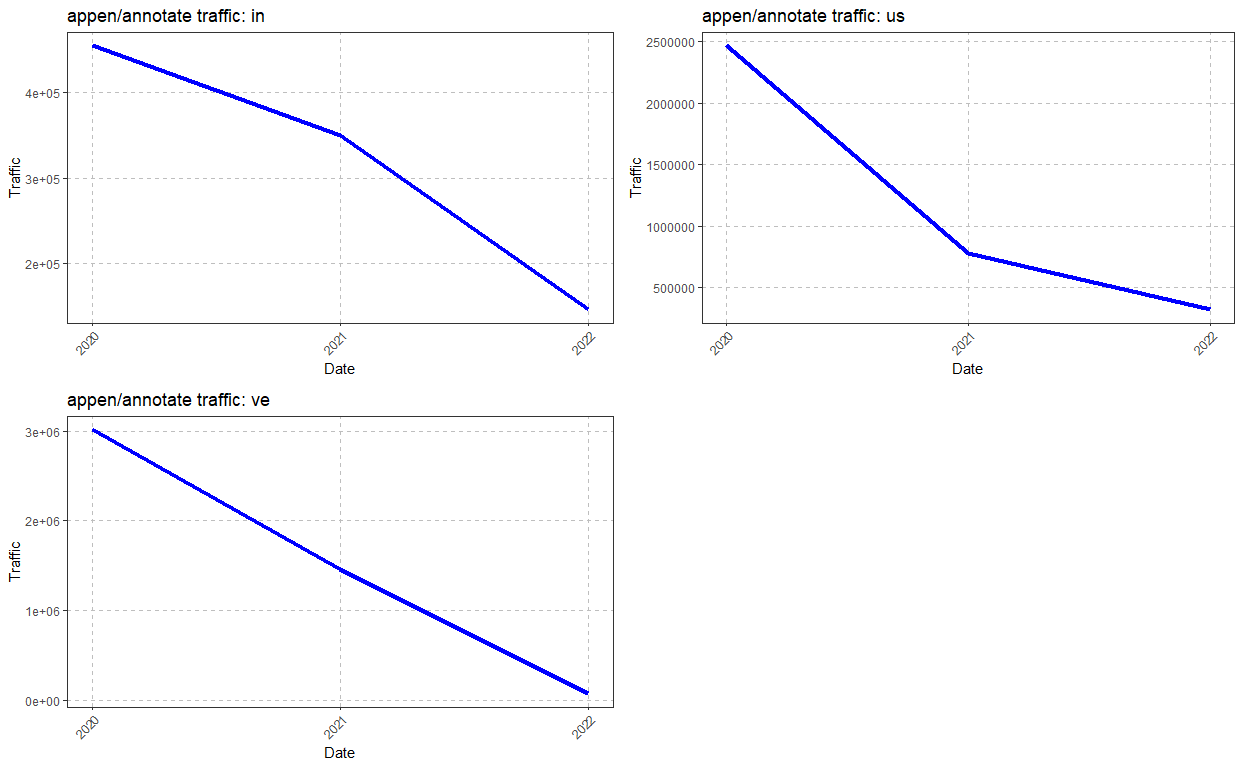 appen/annotate traffic: in
Traffic
4e+05
3e+05
2e+05
2020
2021
2022
Date
appen/annotate traffic: us
Traffic
2500000
2000000
1500000
1000000
500000
2020
2021
2022
Date
appen/annotate traffic: ve
Traffic
3e+06
2e+06
1e+06
0e+00
2020
2021
2022
Date